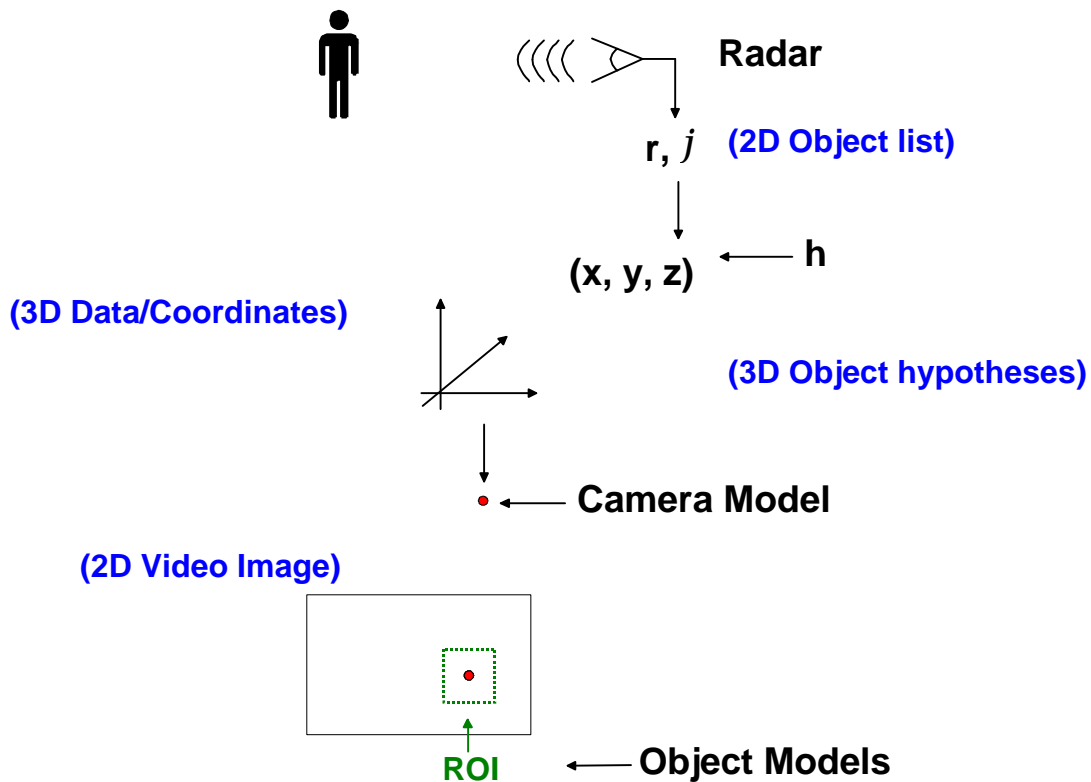 Radar
r, j (2D Object list)
h
(x, y, z)
(3D Data/Coordinates)
(3D Object hypotheses)
Camera Model
(2D Video Image)
Object Models
ROI